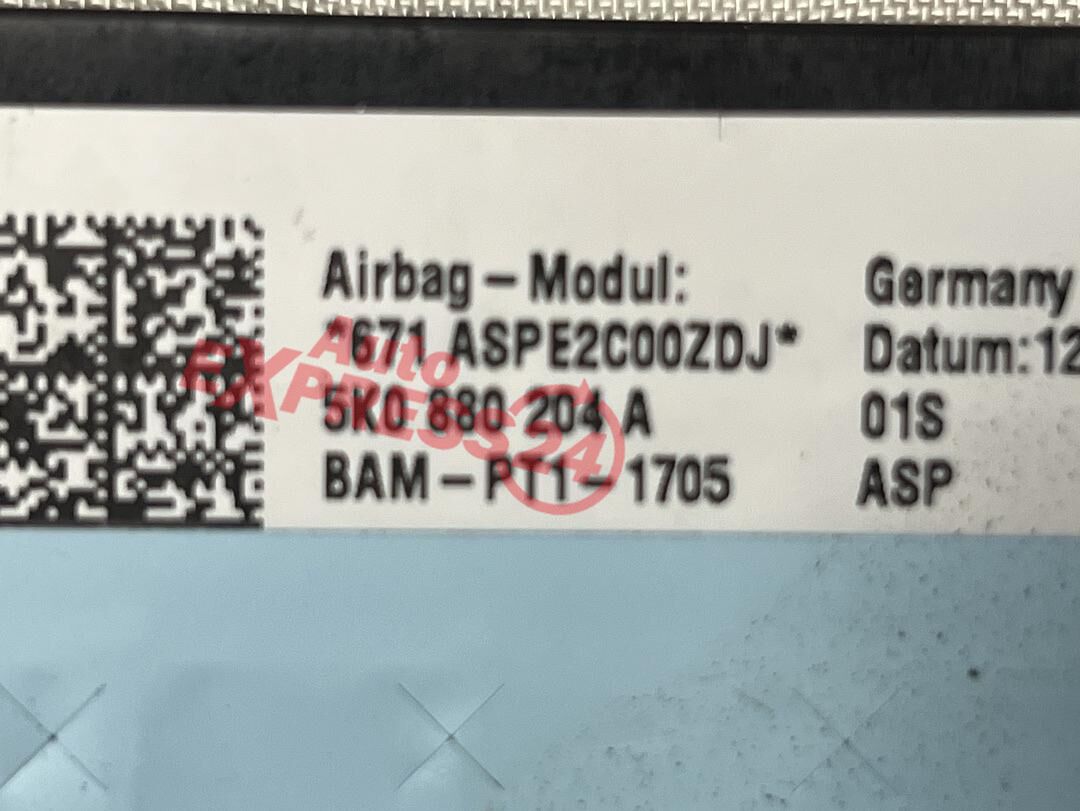 Airbag – Modul:
*671 ASPE2C00ZDJ*
5K0 880 204 A
BAM – PT1 – 1705
Germany
Datum:12
01S
ASP
Auto
EXPRESS24